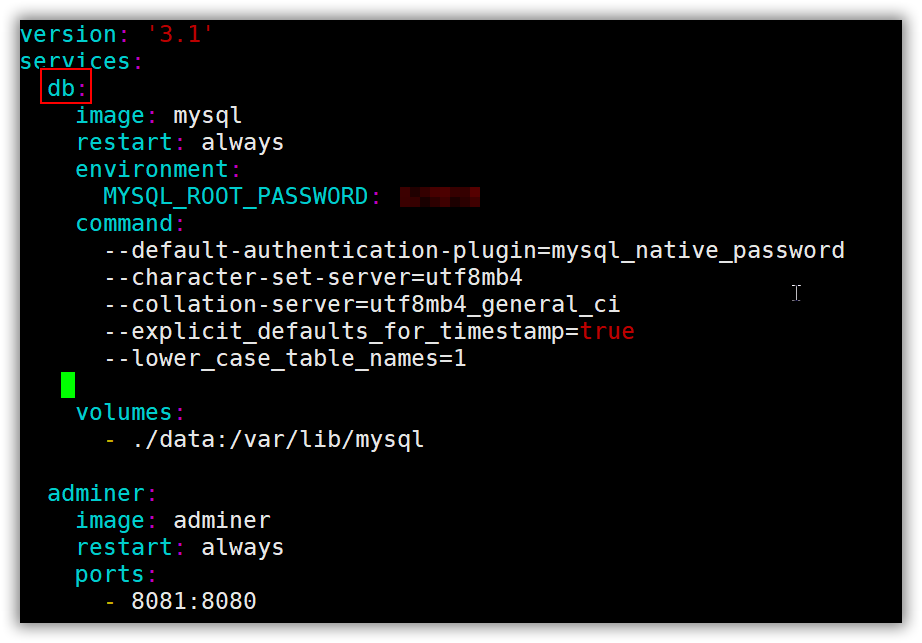 version: '3.1'
services:
  db:
    image: mysql
    restart: always
    environment:
      MYSQL_ROOT_PASSWORD:
    command:
      --default-authentication-plugin=mysql_native_password
      --character-set-server=utf8mb4
      --collation-server=utf8mb4_general_ci
      --explicit_defaults_for_timestamp=true
      --lower_case_table_names=1
    volumes:
      - ./data:/var/lib/mysql
  adminer:
    image: adminer
    restart: always
    ports:
      - 8081:8080